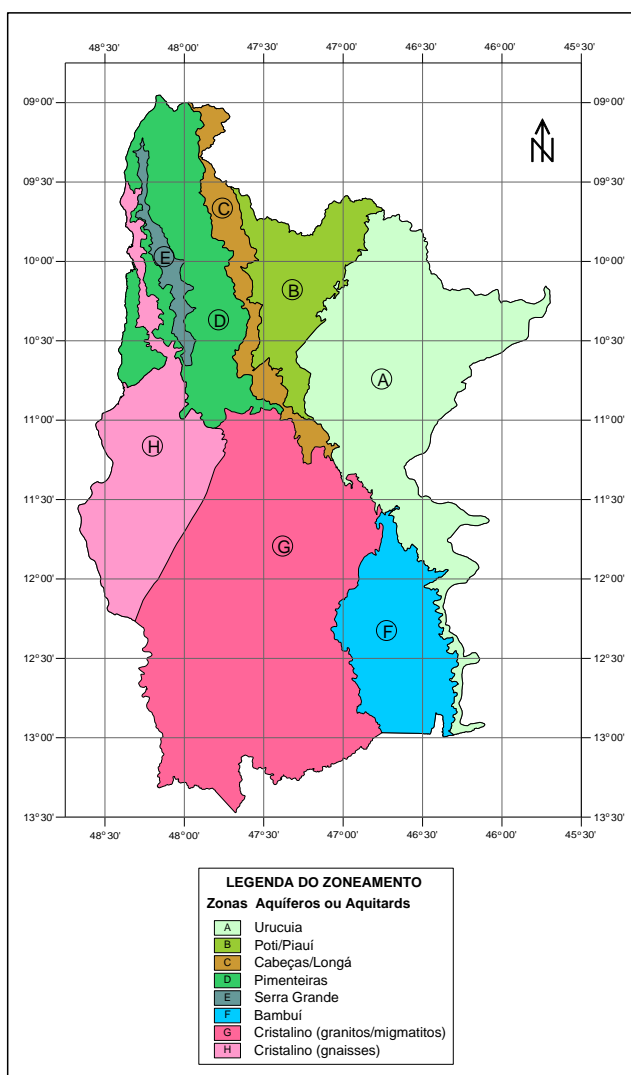 48°30' 48°00' 47°30' 47°00' 46°30' 46°00' 45°30'
09°00' 09°00'
N
09°30' 09°30'
C
10°00' E 10°00'
B
D
10°30' 10°30'
A
11°00' 11°00'
H
11°30' 11°30'
G
12°00' 12°00'
F
12°30' 12°30'
13°00' 13°00'
13°30' 13°30'
48°30' 48°00' 47°30' 47°00' 46°30' 46°00' 45°30'
LEGENDA DO ZONEAMENTO
Zonas Aquíferos ou Aquitards
A Urucuia
B Poti/Piauí
C Cabeças/Longá
D Pimenteiras
E Serra Grande
F Bambuí
G Cristalino (granitos/migmatitos)
H Cristalino (gnaisses)